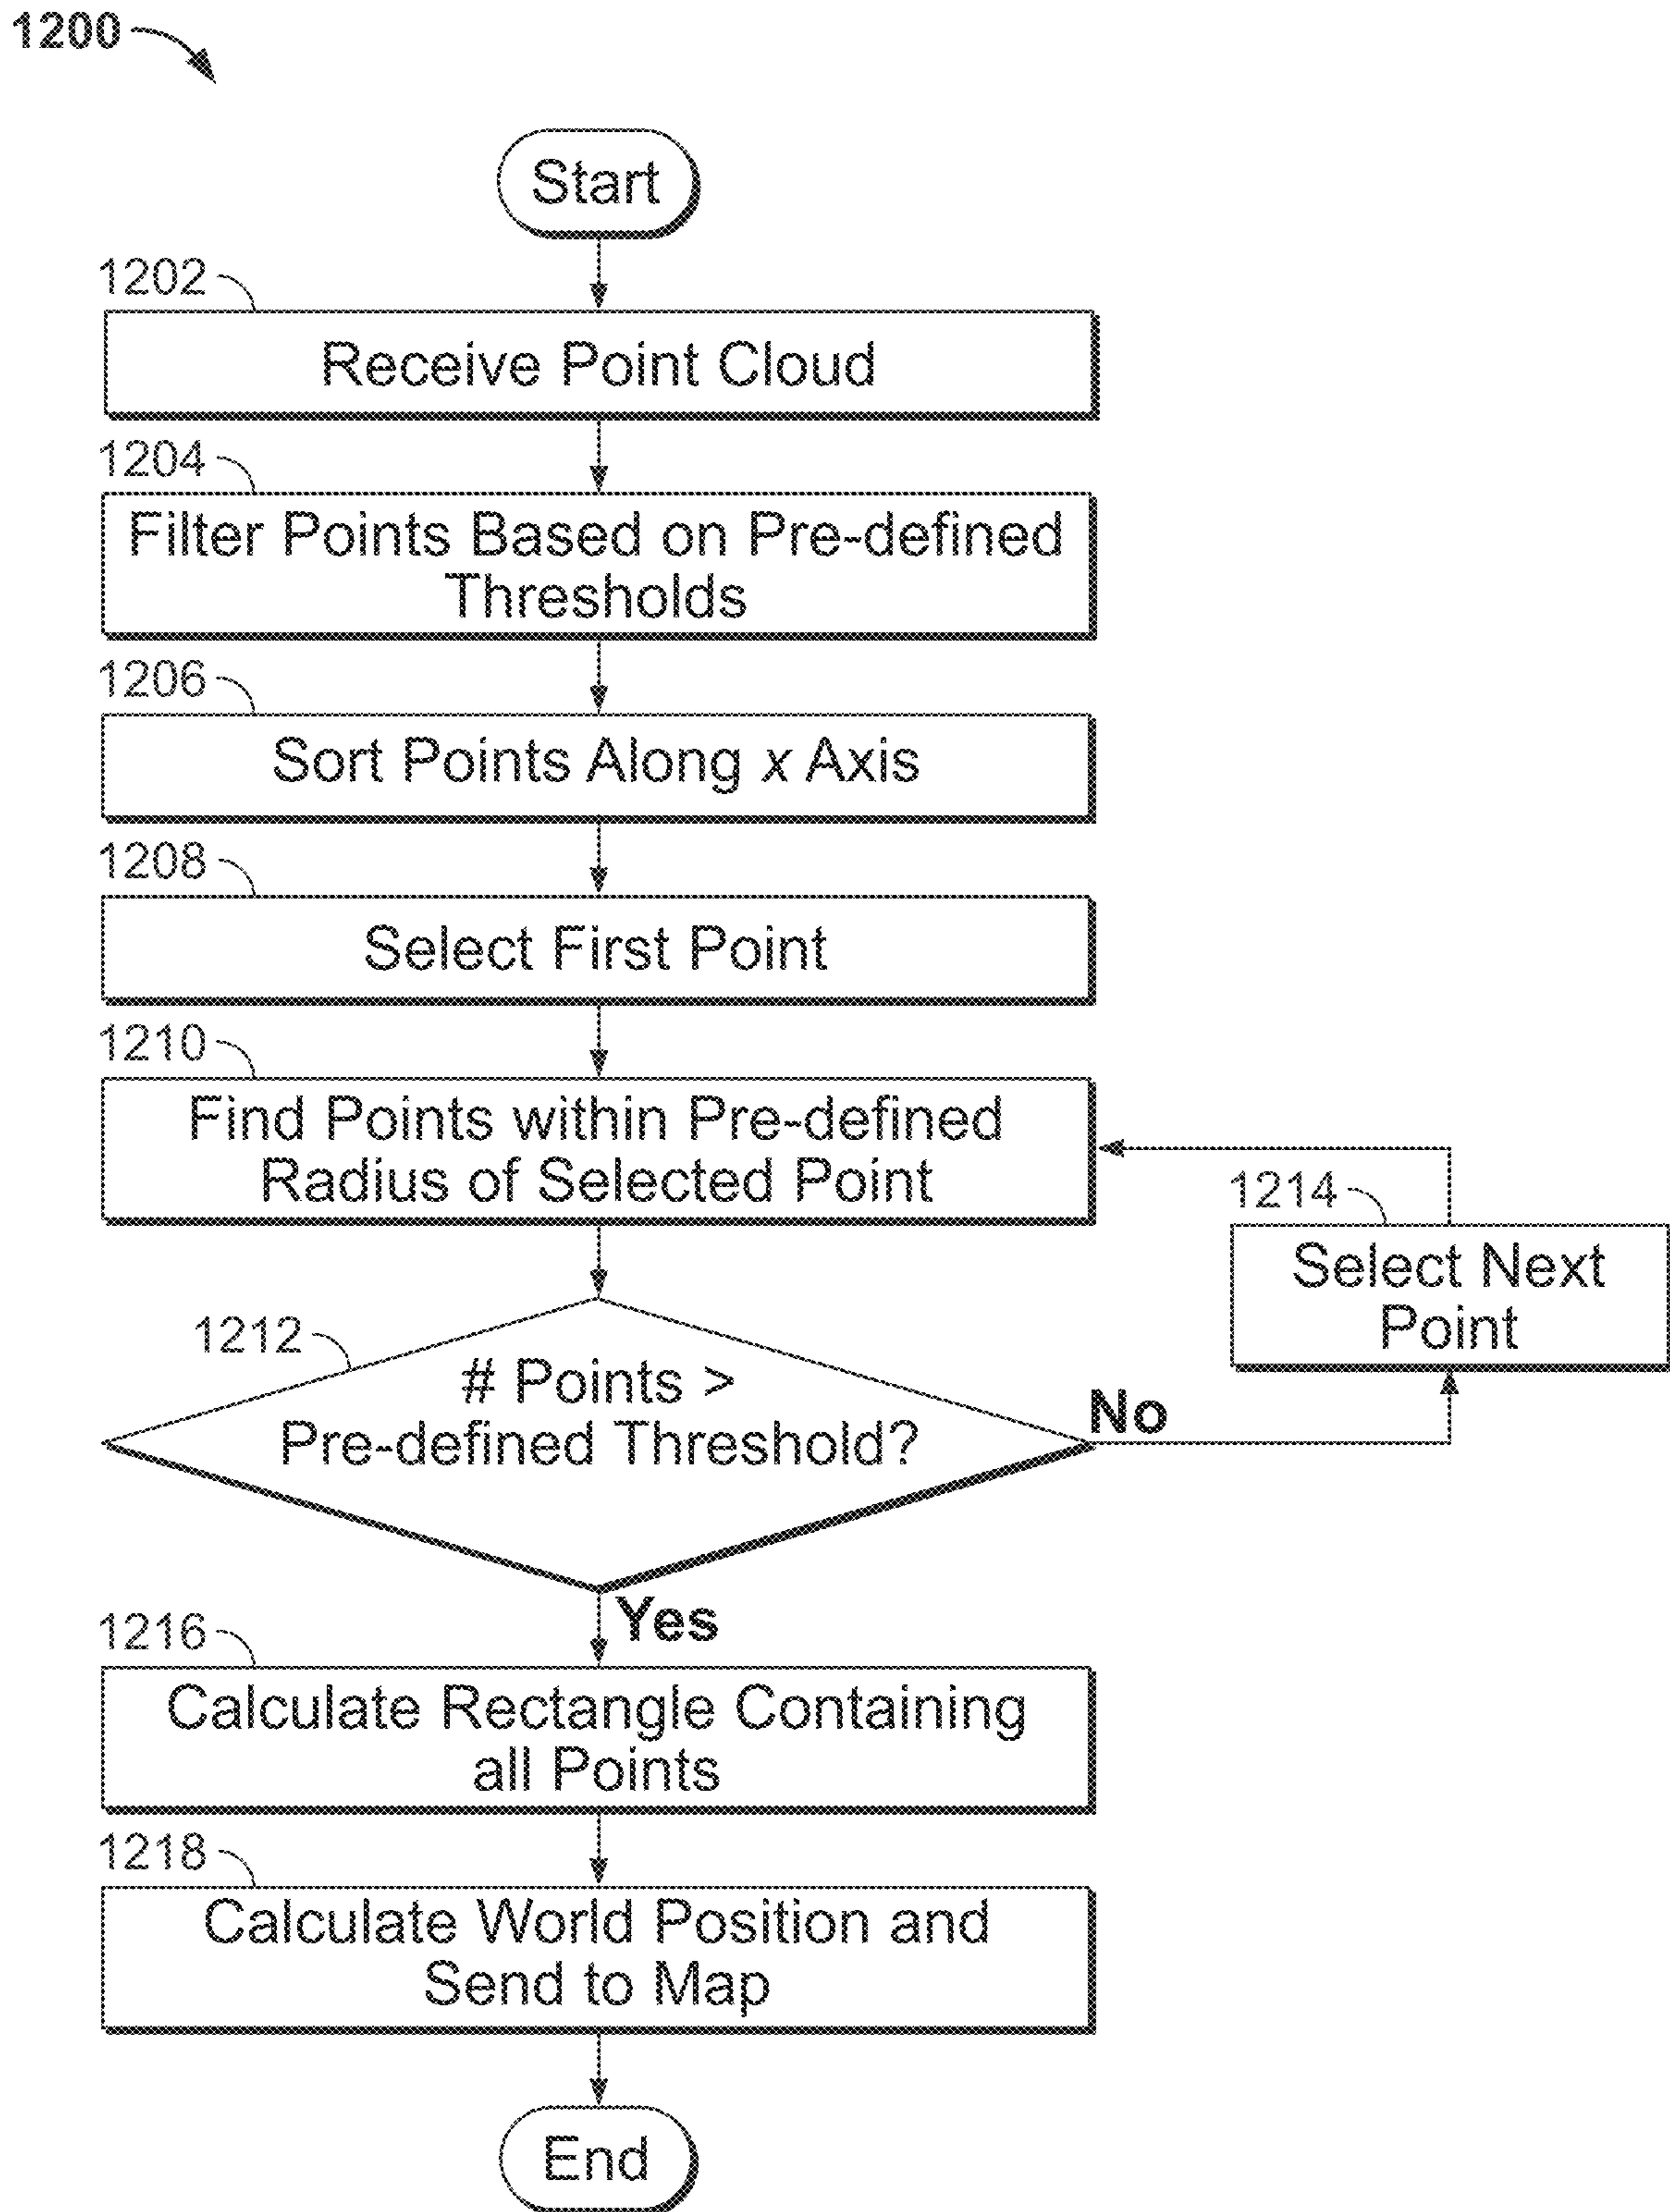 1200
Start
1202
Receive Point Cloud
1204
Filter Points Based on Pre-defined
Thresholds
1206
Sort Points Along x Axis
1208
Select First Point
1210
Find Points within Pre-defined
Radius of Selected Point
1214
Select Next
Point
1212
# Points >
Pre-defined Threshold?
No
Yes
1216
Calculate Rectangle Containing
all Points
1218
Calculate World Position and
Send to Map
End